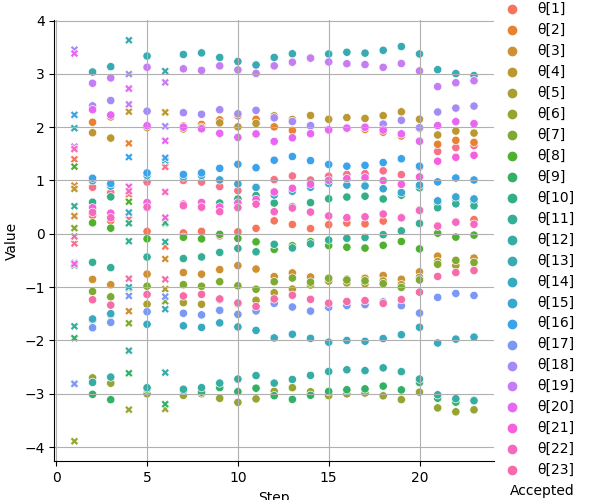 4
3
2
1
0
−1
−2
−3
−4
Value
0
5
10
15
20
Step
θ[1]
θ[2]
θ[3]
θ[4]
θ[5]
θ[6]
θ[7]
θ[8]
θ[9]
θ[10]
θ[11]
θ[12]
θ[13]
θ[14]
θ[15]
θ[16]
θ[17]
θ[18]
θ[19]
θ[20]
θ[21]
θ[22]
θ[23]
Accepted